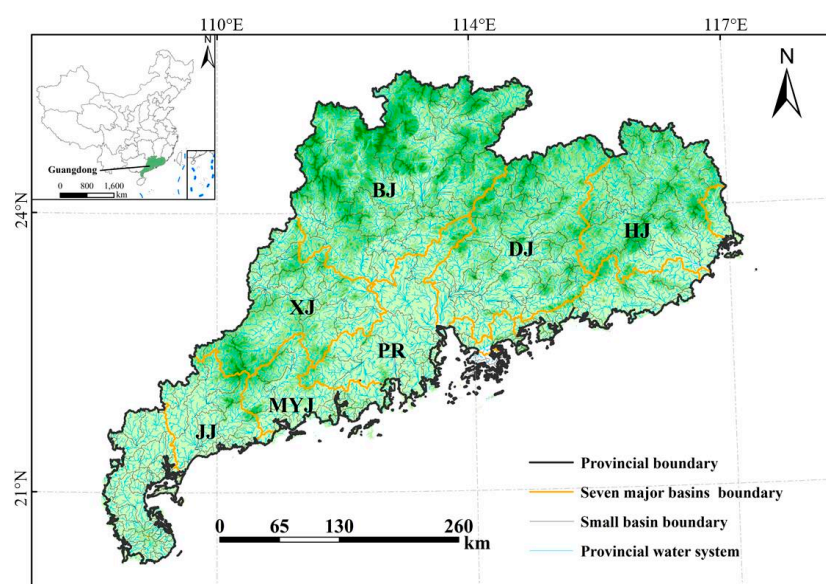 110°E
114°E
117°E
N
N
Guangdong
0 800 1,600
km
24°N
BJ
DJ
HJ
XJ
PR
MYJ
JJ
21°N
0 65 130 260
km
Provincial boundary
Seven major basins boundary
Small basin boundary
Provincial water system